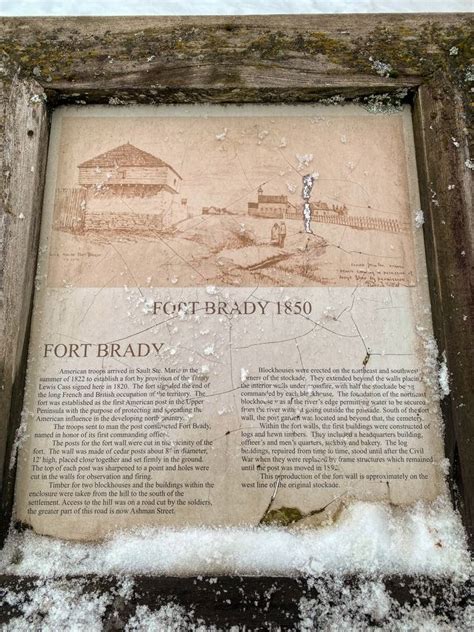 FORT BRADY 1850
FORT BRADY
American troops arrived in Sault Ste. Marie in the
summer of 1822 to establish a fort by provision of the Treaty
Lewis Cass signed here in 1820. The fort signaled the end
of the long French and British occupation of the territory. The
fort was established as the first American post in the Upper
Peninsula with the purpose of protecting and spreading the
American influence in the developing north country.
The troops sent to man the post constructed Fort Brady,
named in honor of its first commanding officer.
The posts for the fort wall were cut in the vicinity of the
fort. The wall was made of cedar posts about 8" in diameter,
12' high, placed close together and set firmly in the ground.
The top of each post was sharpened to a point and holes were
cut in the walls for observation and firing.
Timber for two blockhouses and the buildings within the
enclosure were taken from the hill to the south of the
settlement. Access to the hill was on a road cut by the soldiers,
the greater part of this road is now Ashman Street.
Blockhouses were erected on the northeast and southwest
corners of the stockade. They extended beyond the walls placing
the interior walls under crossfire, with half the stockade being
commanded by each blockhouse. The foundation of the northeast
blockhouse was at the river's edge permitting water to be secured
from the river without going outside the palisade. South of the fort
wall, the post garden was located and beyond that, the cemetery.
Within the fort walls, the first buildings were constructed of
logs and hewn timbers. They included a headquarters building,
officer's and men's quarters, and bakery. The log
buildings, repaired from time to time, stood until after the Civil
War when they were replaced by frame structures which remained
until the post was moved in
This reproduction of the fort wall is approximately on the
west line of the original stockade.